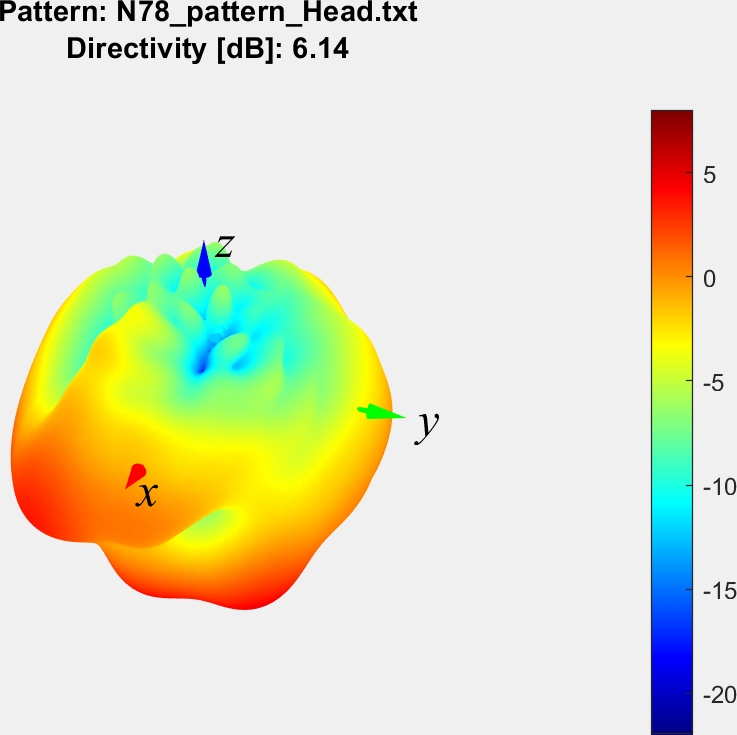 Pattern: N78_pattern_Head.txt
Directivity [dB]: 6.14
z
y
x
5
0
-5
-10
-15
-20